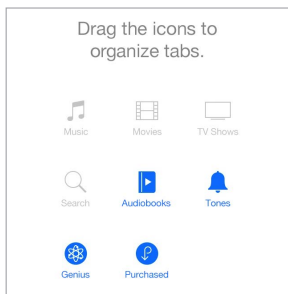 Drag the icons to
organize tabs.
Music Movies TV Shows
Search Audiobooks Tones
Genius Purchased